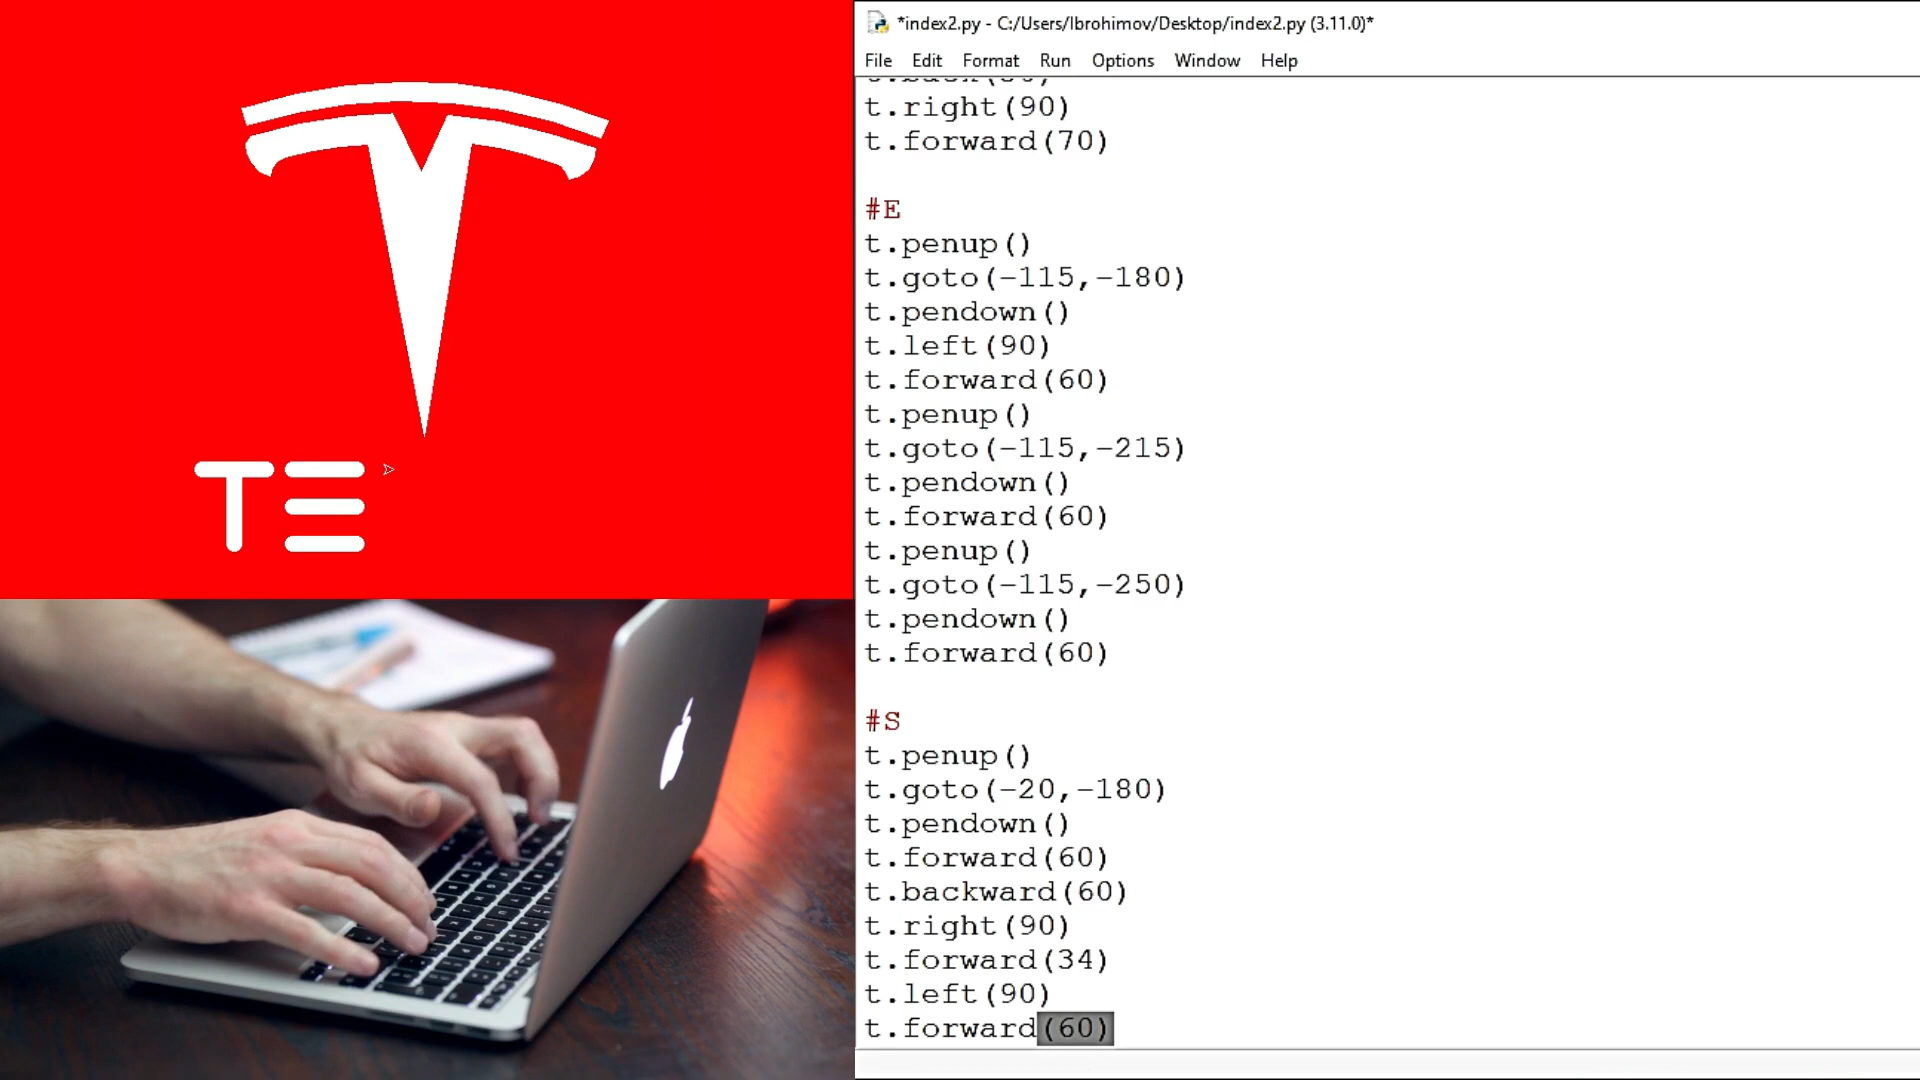 TE
*index2.py - C:/Users/Ibrohimov/Desktop/index2.py (3.11.0)*
File Edit Format Run Options Window Help
t.right(90)
t.forward(70)
#E
t.penup()
t.goto(-115,-180)
t.pendown()
t.left(90)
t.forward(60)
t.penup()
t.goto(-115,-215)
t.pendown()
t.forward(60)
t.penup()
t.goto(-115,-250)
t.pendown()
t.forward(60)
#S
t.penup()
t.goto(-20,-180)
t.pendown()
t.forward(60)
t.backward(60)
t.right(90)
t.forward(34)
t.left(90)
t.forward(60)